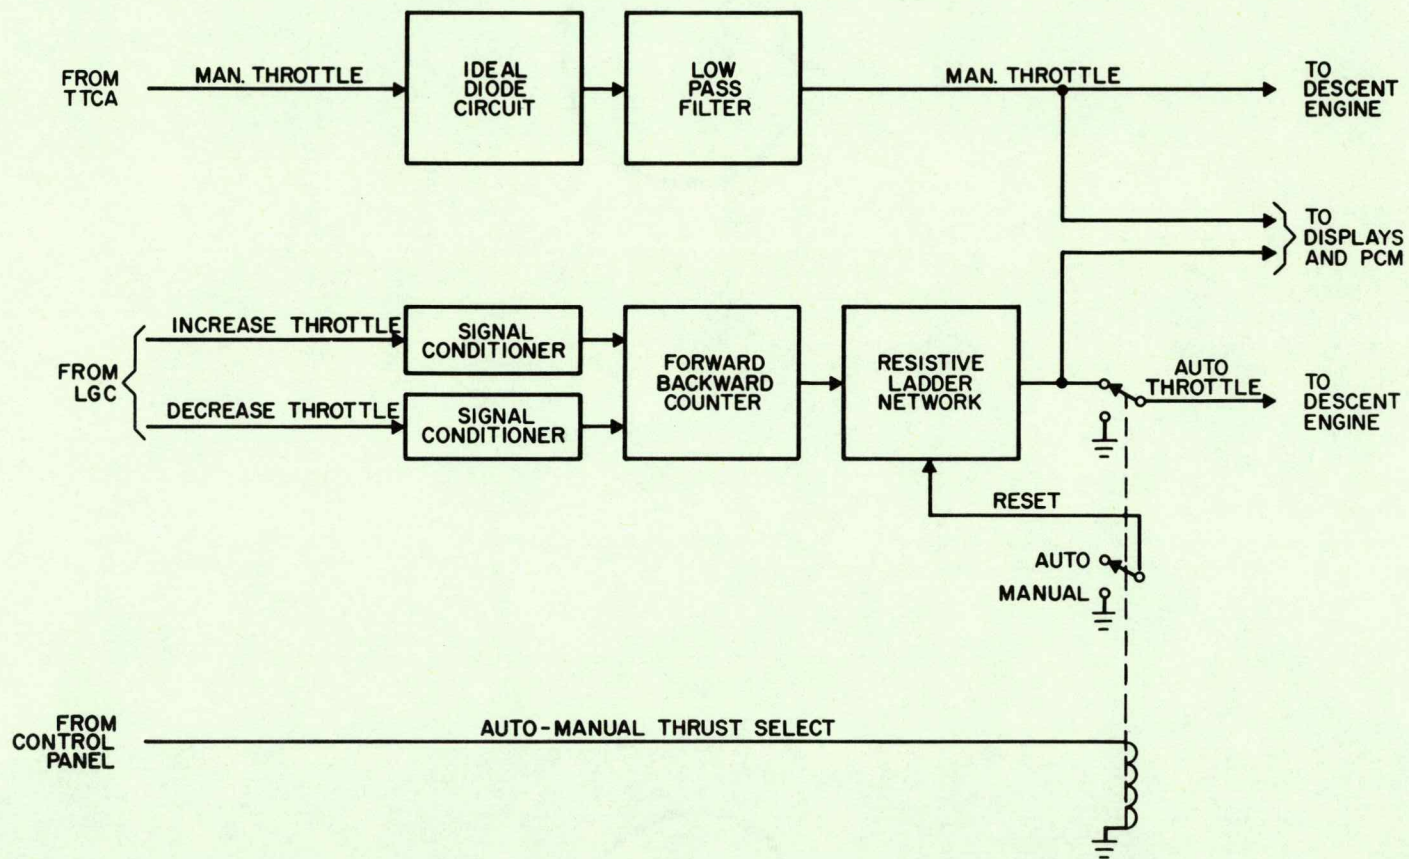 FROM
TTCA
MAN. THROTTLE
IDEAL
DIODE
CIRCUIT
LOW
PASS
FILTER
MAN. THROTTLE
TO
DESCENT
ENGINE
TO
DISPLAYS
AND PCM
FROM
LGC
INCREASE THROTTLE
DECREASE THROTTLE
SIGNAL
CONDITIONER
SIGNAL
CONDITIONER
FORWARD
BACKWARD
COUNTER
RESISTIVE
LADDER
NETWORK
AUTO
THROTTLE
TO
DESCENT
ENGINE
RESET
AUTO
MANUAL
FROM
CONTROL
PANEL
AUTO-MANUAL THRUST SELECT